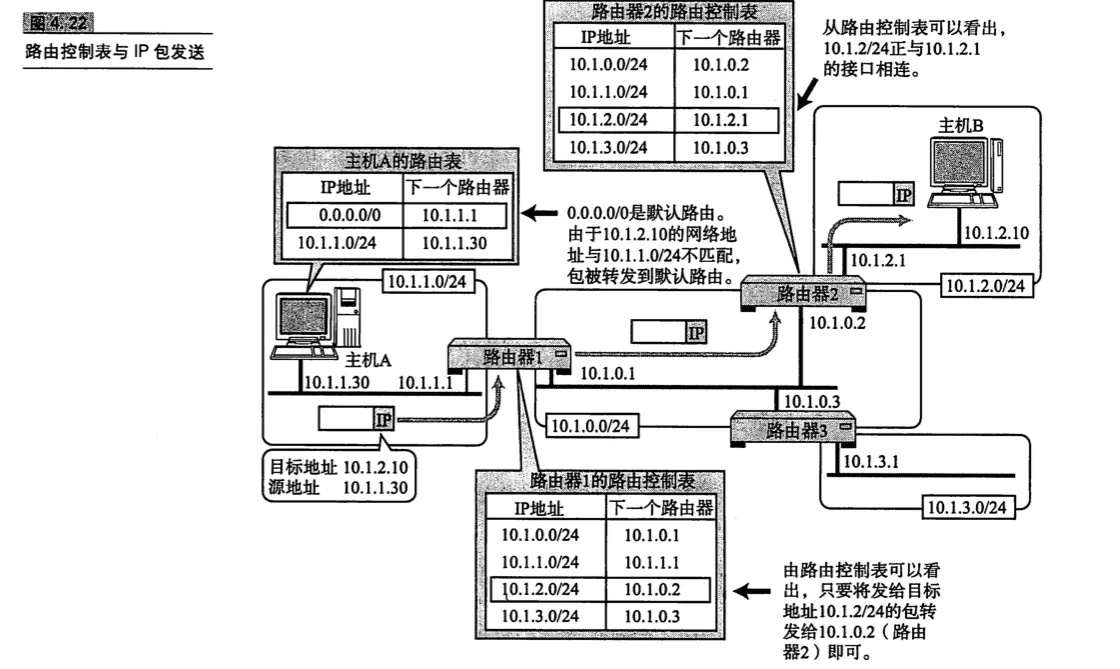 图4.22
路由控制表与 IP 包发送
路由器2的路由控制表
IP地址 下一个路由器
10.1.0.0/24 10.1.0.2
10.1.1.0/24 10.1.0.1
10.1.2.0/24 10.1.2.1
10.1.3.0/24 10.1.0.3
从路由控制表可以看出，
10.1.2/24正与10.1.2.1
的接口相连。
主机B
IP
10.1.2.10
10.1.2.1
10.1.2.0/24
主机A的路由表
IP地址 下一个路由器
0.0.0.0/0 10.1.1.1
10.1.1.0/24 10.1.1.30
0.0.0.0/0是默认路由。
由于10.1.2.10的网络地
址与10.1.1.0/24不匹配，
包被转发到默认路由。
10.1.1.0/24
路由器2
10.1.0.2
IP
主机A
路由器1
10.1.1.30 10.1.1.1
10.1.0.1
IP
10.1.0.3
10.1.0.0/24
路由器3
目标地址 10.1.2.10
源地址 10.1.1.30
10.1.3.1
10.1.3.0/24
路由器1的路由控制表
IP地址 下一个路由器
10.1.0.0/24 10.1.0.1
10.1.1.0/24 10.1.1.1
10.1.2.0/24 10.1.0.2
10.1.3.0/24 10.1.0.3
由路由控制表可以看
出，只要将发给目标
地址10.1.2/24的包转
发给10.1.0.2（路由
器2）即可。